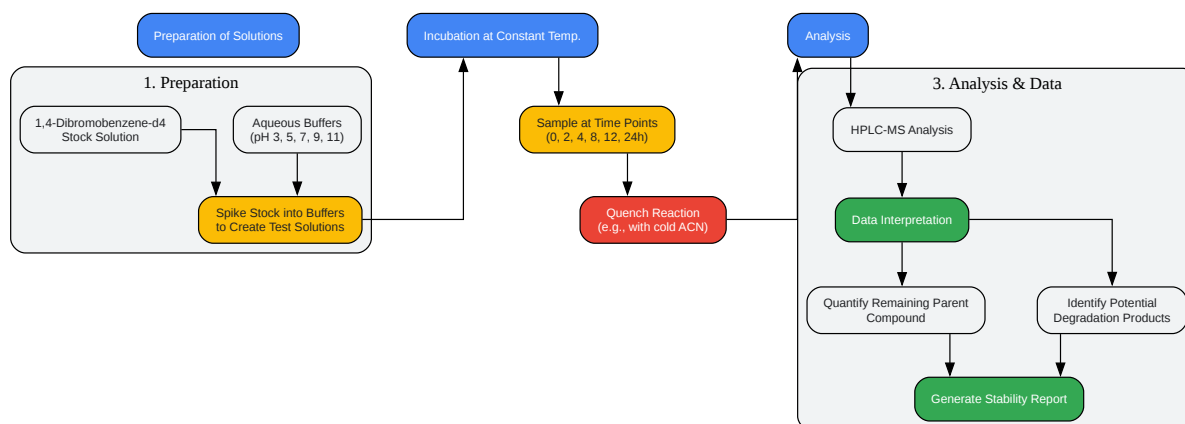 Preparation of Solutions
Incubation at Constant Temp.
Analysis
1. Preparation
3. Analysis & Data
1,4-Dibromobenzene-d4
Stock Solution
Aqueous Buffers
(pH 3, 5, 7, 9, 11)
Sample at Time Points
(0, 2, 4, 8, 12, 24h)
HPLC-MS Analysis
Spike Stock into Buffers
to Create Test Solutions
Quench Reaction
(e.g., with cold ACN)
Data Interpretation
Quantify Remaining Parent
Compound
Identify Potential
Degradation Products
Generate Stability Report